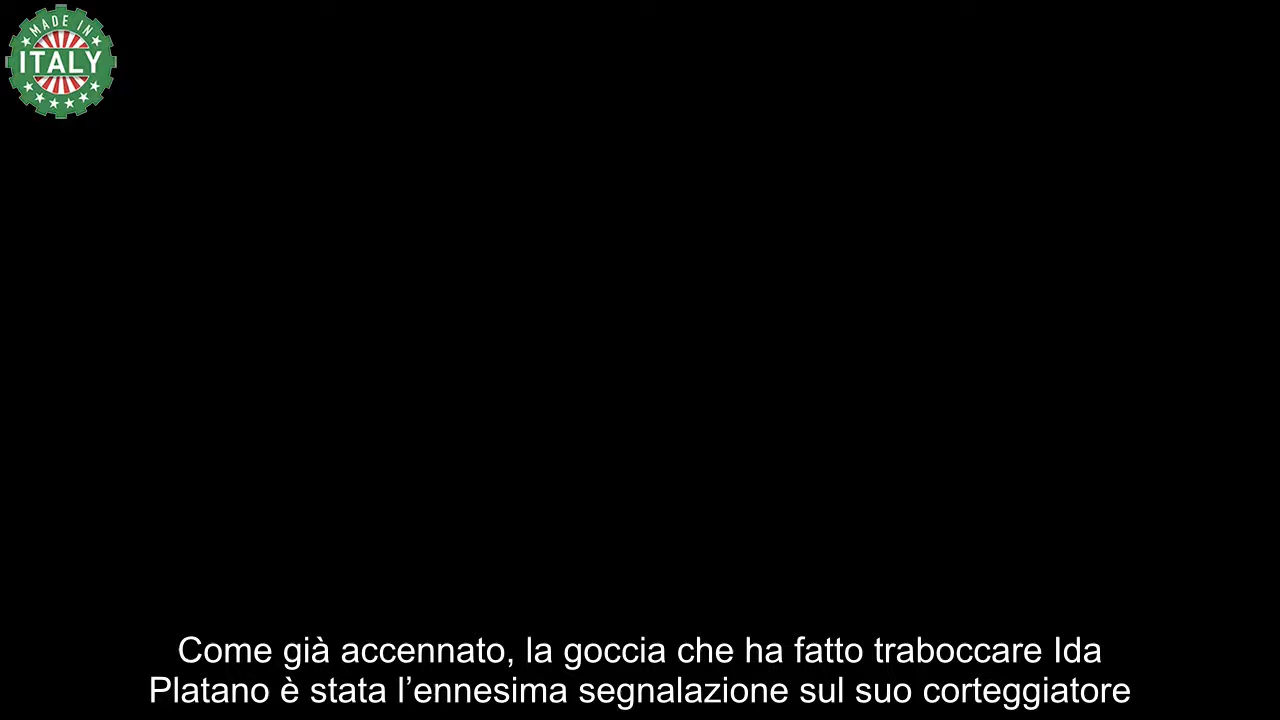 MADE IN
ITALY
Come già accennato, la goccia che ha fatto traboccare Ida
Platano è stata l’ennesima segnalazione sul suo corteggiatore